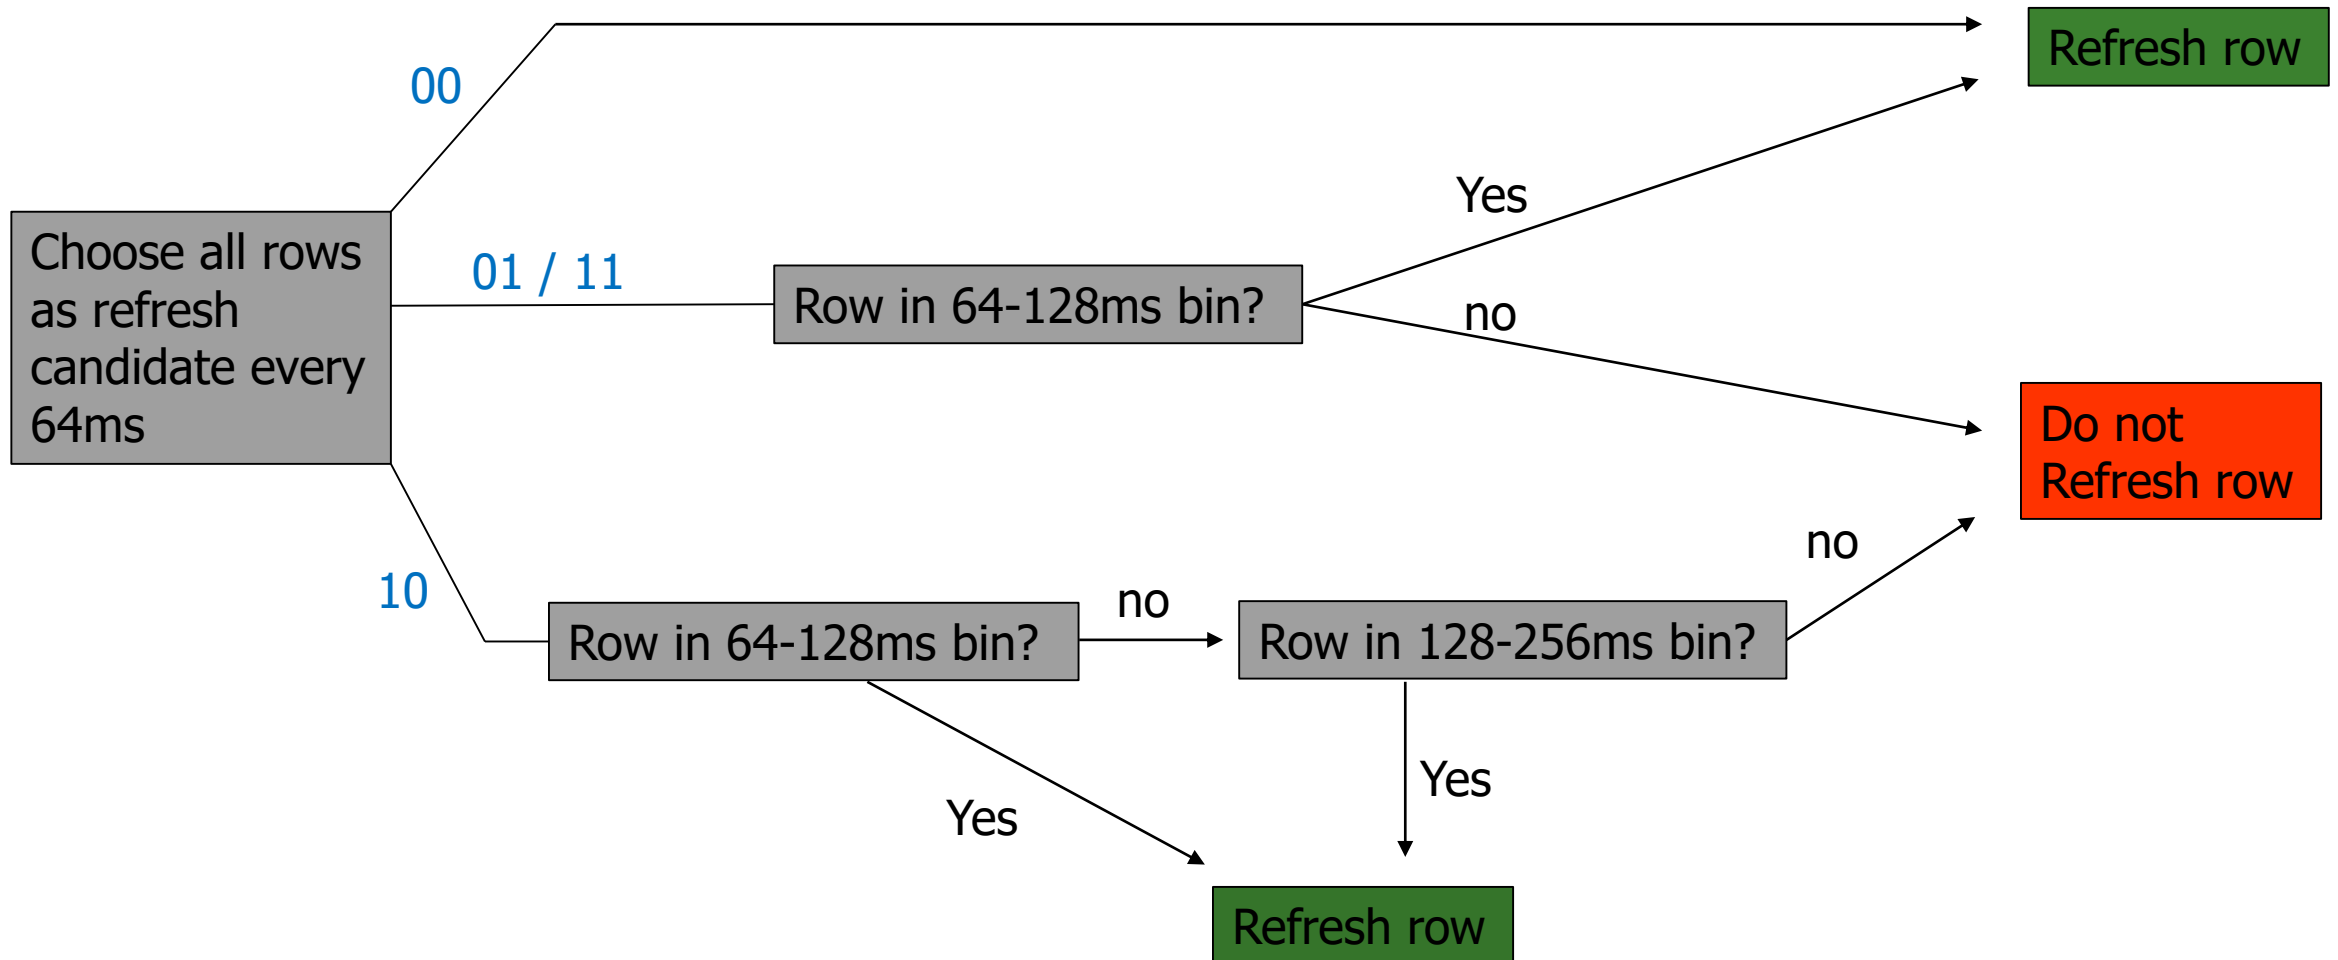 00
Refresh row
Yes
Choose all rows
as refresh
candidate every
64ms
01 / 11
Row in 64-128ms bin?
no
Do not
Refresh row
10
Row in 64-128ms bin?
no
Row in 128-256ms bin?
no
Yes
Yes
Refresh row